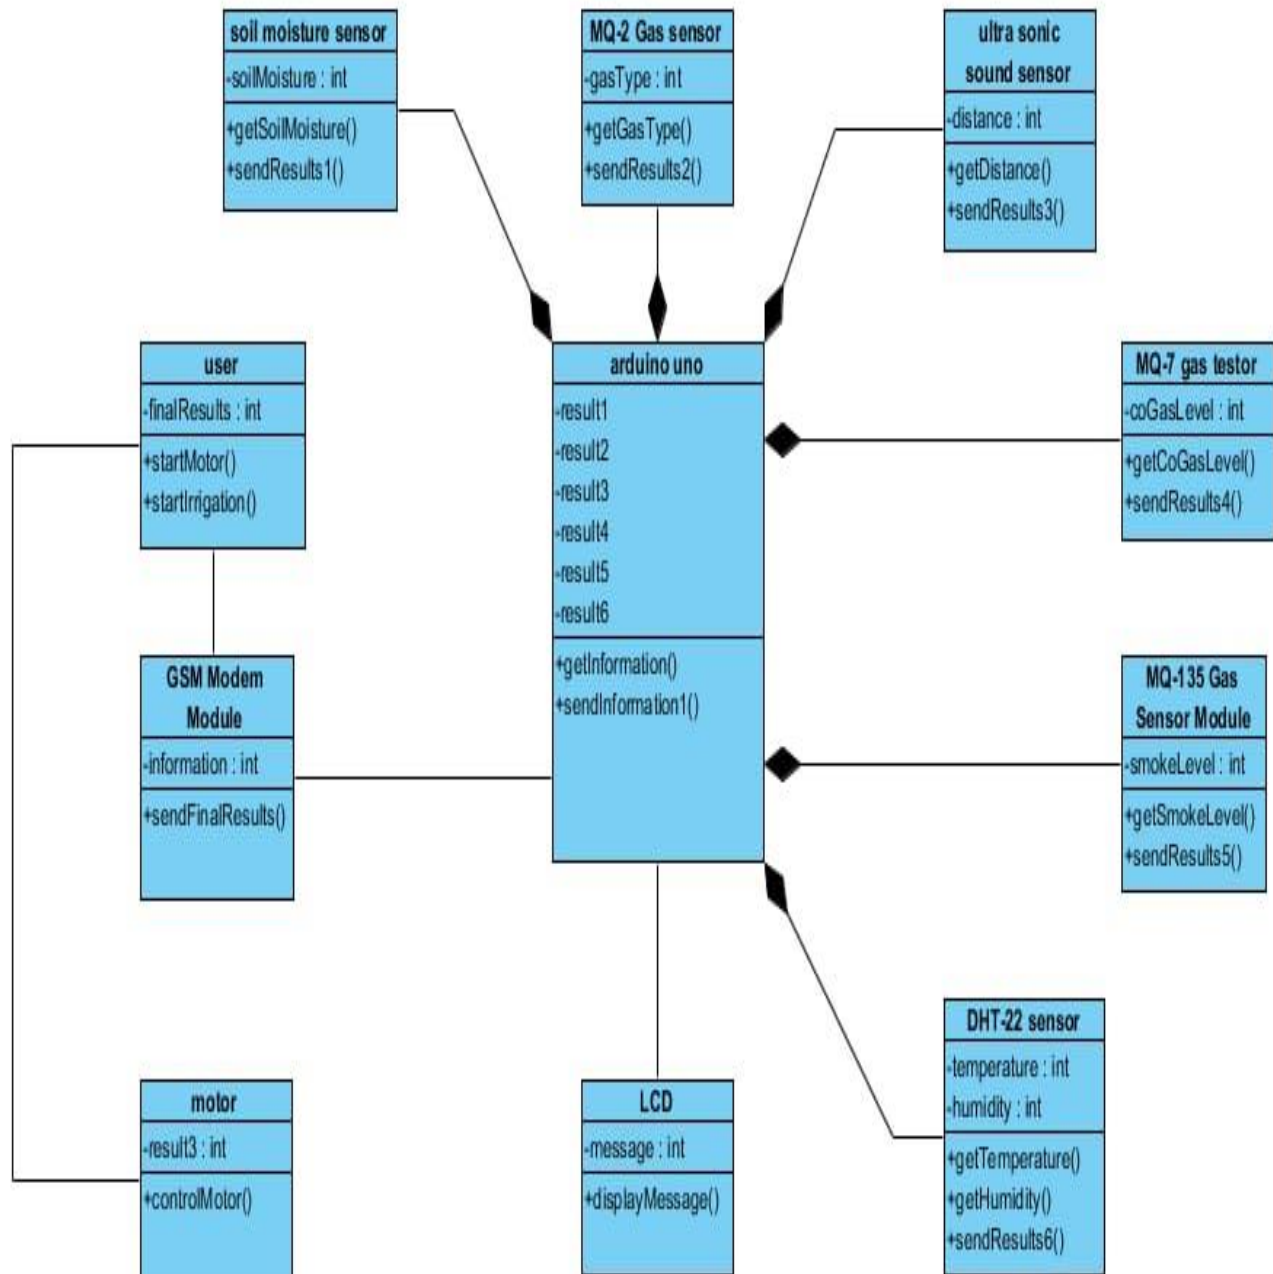 soil moisture sensor
-soilMoisture : int
+getSoilMoisture()
+sendResults1()
MQ-2 Gas sensor
-gasType : int
+getGasType()
+sendResults2()
ultra sonic
sound sensor
-distance : int
+getDistance()
+sendResults3()
user
-finalResults : int
+startMotor()
+startIrrigation()
arduino uno
-result1
-result2
-result3
-result4
-result5
-result6
+getInformation()
+sendInformation1()
MQ-7 gas testor
-coGasLevel : int
+getCoGasLevel()
+sendResults4()
GSM Modem
Module
-information : int
+sendFinalResults()
MQ-135 Gas
Sensor Module
-smokeLevel : int
+getSmokeLevel()
+sendResults5()
motor
-result3 : int
+controlMotor()
LCD
-message : int
+displayMessage()
DHT-22 sensor
-temperature : int
-humidity : int
+getTemperature()
+getHumidity()
+sendResults6()